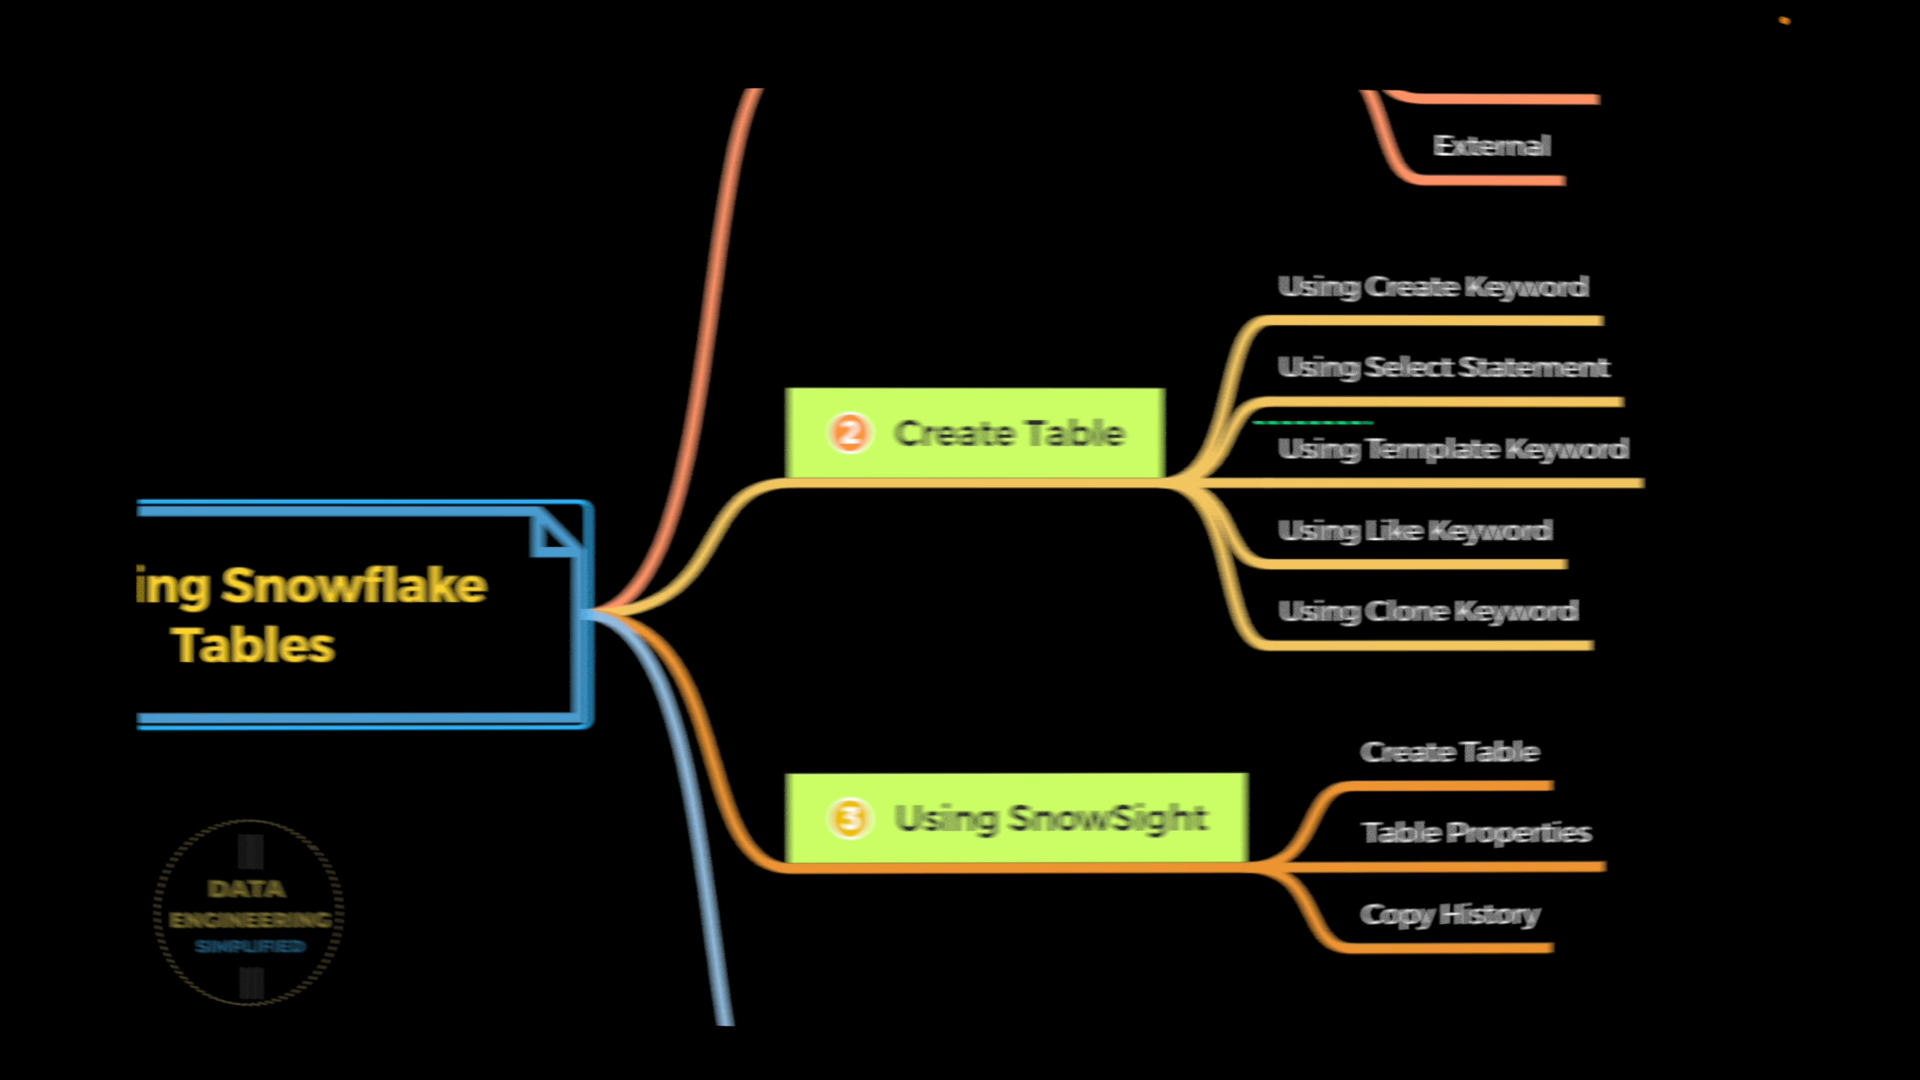 External
Using Create Keyword
Using Select Statement
2 Create Table
Using Template Keyword
Using Like Keyword
Using Clone Keyword
ing Snowflake
Tables
Create Table
3 Using SnowSight
Table Properties
Copy History
DATA
ENGINEERING
SIMPLIFIED